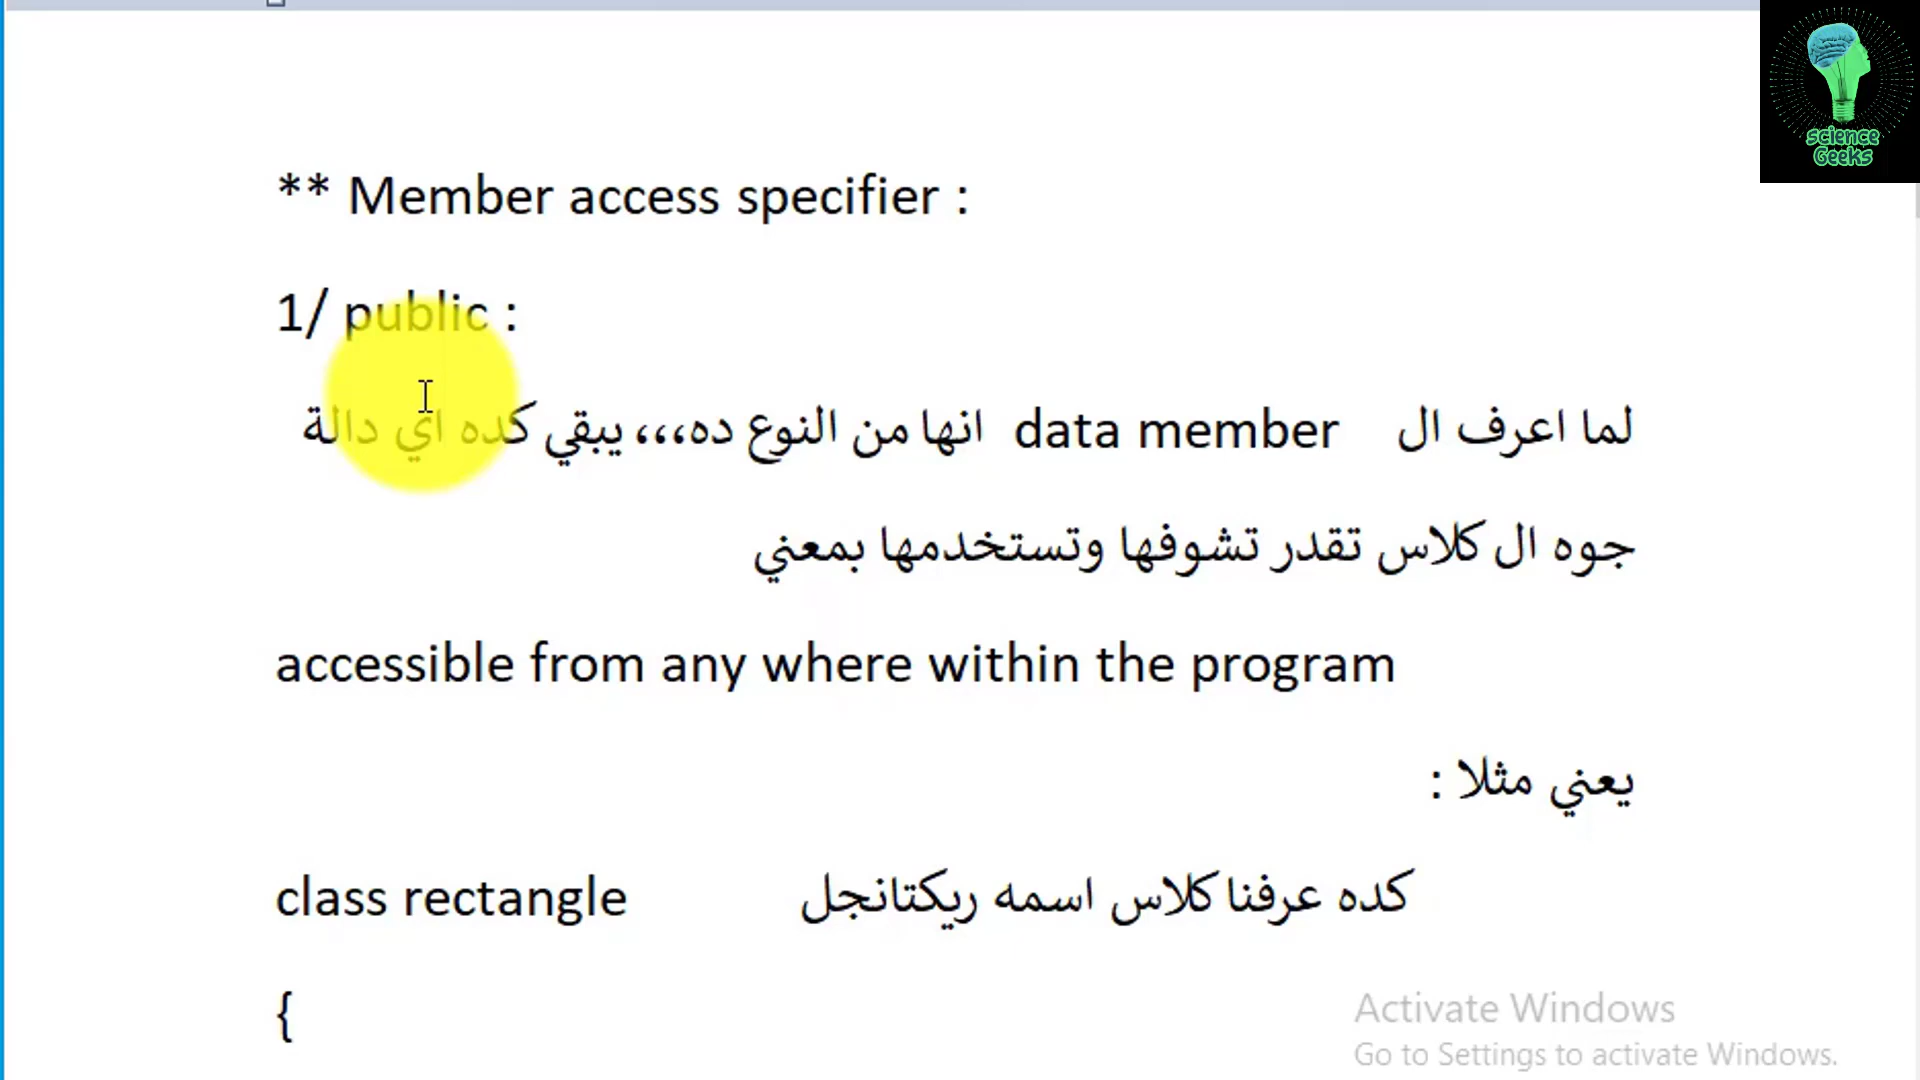 science
Geeks
** Member access specifier :
1/ public :
لما اعرف ال data member انها من النوع ده،،، يبقي كده اي دالة
جوه ال كلاس تقدر تشوفها وتستخدمها بمعني
accessible from any where within the program
يعني مثلا :
class rectangle كده عرفنا كلاس اسمه ريكتانجل
{
Activate Windows
Go to Settings to activate Windows.